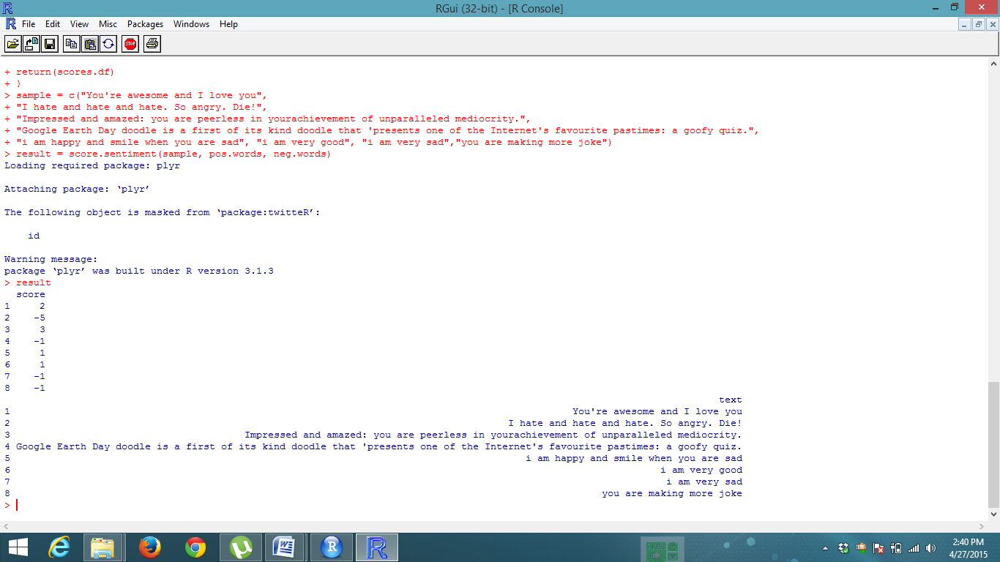 RGui (32-bit) - [R Console]
File Edit View Misc Packages Windows Help
STOP
+ return(scores.df)
+ }
> sample = c("You're awesome and I love you",
+ "I hate and hate and hate. So angry. Die!",
+ "Impressed and amazed: you are peerless in yourachievement of unparalleled mediocrity.",
+ "Google Earth Day doodle is a first of its kind doodle that 'presents one of the Internet's favourite pastimes: a goofy quiz.",
+ "i am happy and smile when you are sad", "i am very good", "i am very sad","you are making more joke")
> result = score.sentiment(sample, pos.words, neg.words)
Loading required package: plyr
Attaching package: ‘plyr’
The following object is masked from ‘package:twitteR’:
id
Warning message:
package ‘plyr’ was built under R version 3.1.3
> result
score
1 2
2 -5
3 3
4 -1
5 1
6 1
7 -1
8 -1
text
1 You're awesome and I love you
2 I hate and hate and hate. So angry. Die!
3 Impressed and amazed: you are peerless in yourachievement of unparalleled mediocrity.
4 Google Earth Day doodle is a first of its kind doodle that 'presents one of the Internet's favourite pastimes: a goofy quiz.
5 i am happy and smile when you are sad
6 i am very good
7 i am very sad
8 you are making more joke
>
2:40 PM
4/27/2015